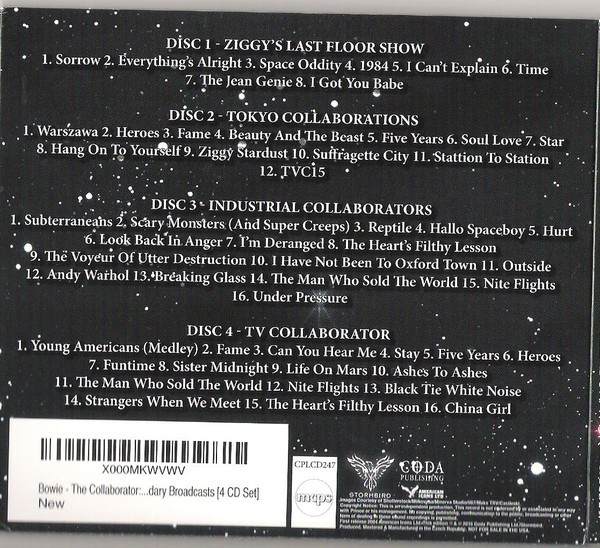 DISC 1 - ZIGGY'S LAST FLOOR SHOW
1. Sorrow 2. Everything's Alright 3. Space Oddity 4. 1984 5. I Can't Explain 6. Time
7. The Jean Genie 8. I Got You Babe
DISC 2 - TOKYO COLLABORATIONS
1. Warszawa 2. Heroes 3. Fame 4. Beauty And The Beast 5. Five Years 6. Soul Love 7. Star
8. Hang On To Yourself 9. Ziggy Stardust 10. Suffragette City 11. Stattion To Station
12. TVC15
DISC 3 - INDUSTRIAL COLLABORATORS
1. Subterraneans 2. Scary Monsters (And Super Creeps) 3. Reptile 4. Hallo Spaceboy 5. Hurt
6. Look Back In Anger 7. I'm Deranged 8. The Heart's Filthy Lesson
9. The Voyeur Of Utter Destruction 10. I Have Not Been To Oxford Town 11. Outside
12. Andy Warhol 13. Breaking Glass 14. The Man Who Sold The World 15. Nite Flights
16. Under Pressure
DISC 4 - TV COLLABORATOR
1. Young Americans (Medley) 2. Fame 3. Can You Hear Me 4. Stay 5. Five Years 6. Heroes
7. Funtime 8. Sister Midnight 9. Life On Mars 10. Ashes To Ashes
11. The Man Who Sold The World 12. Nite Flights 13. Black Tie White Noise
14. Strangers When We Meet 15. The Heart's Filthy Lesson 16. China Girl
X000MKWVWV
Bowie - The Collaborator:...dary Broadcasts [4 CD Set]
New
CPLCD247
mcps
STORMBIRD
CODA
PUBLISHING
AMERICAN
ICONS LTD